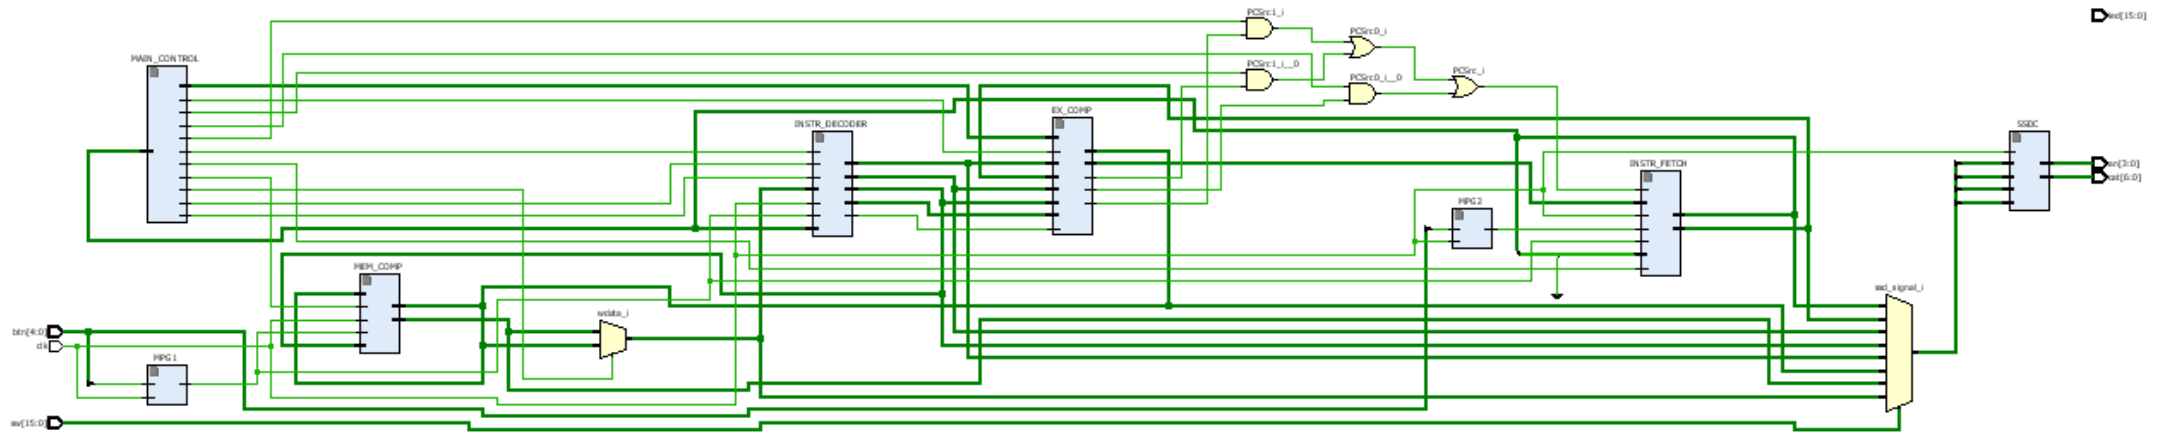 PCSrc1_i
led[15:0]
PCSrc0_i
MAIN_CONTROL
PCSrc1_i__0
PCSrc_i
PCSrc0_i__0
EX_COMP
INSTR_DECODER
SSDC
INSTR_FETCH
an[3:0]
cat[6:0]
MPG2
MEM_COMP
ssd_signal_i
wdata_i
btn[4:0]
clk
MPG1
sw[15:0]